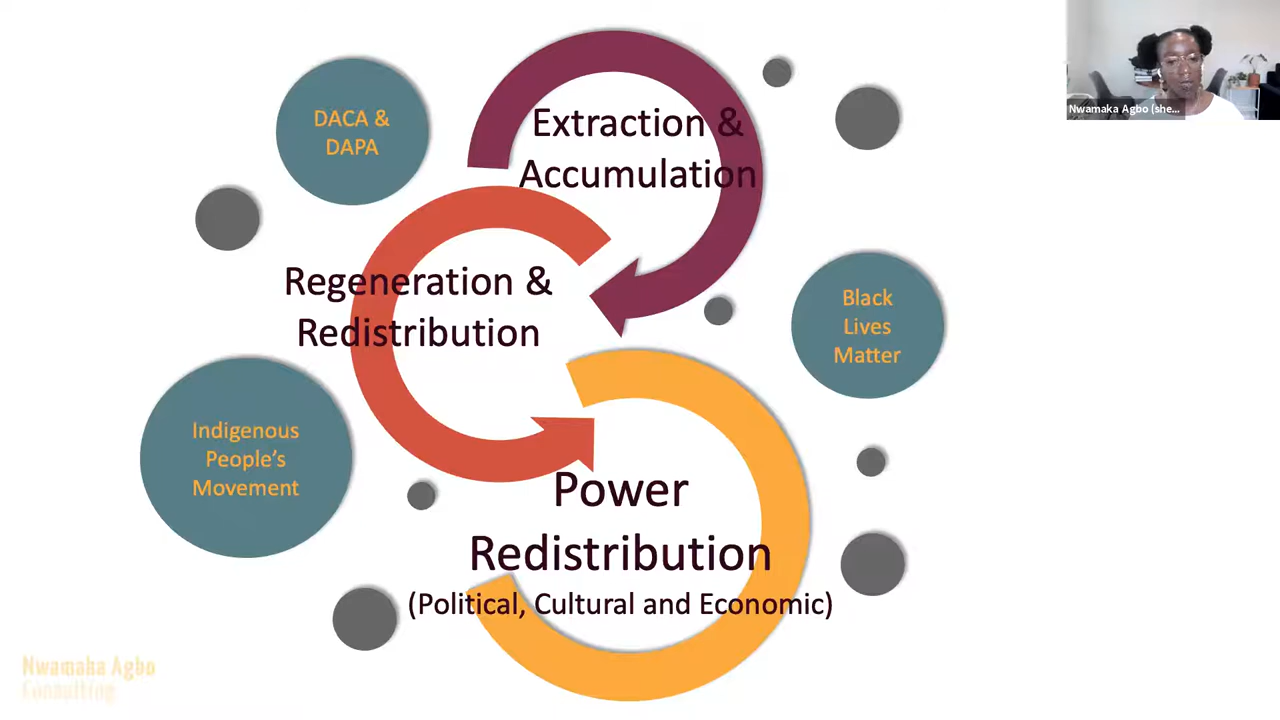 DACA &
DAPA
Extraction &
Accumulation
Nwamaka Agbo (she...
Regeneration &
Redistribution
Black
Lives
Matter
Indigenous
People’s
Movement
Power
Redistribution
(Political, Cultural and Economic)
Nwamaka Agbo
Consulting